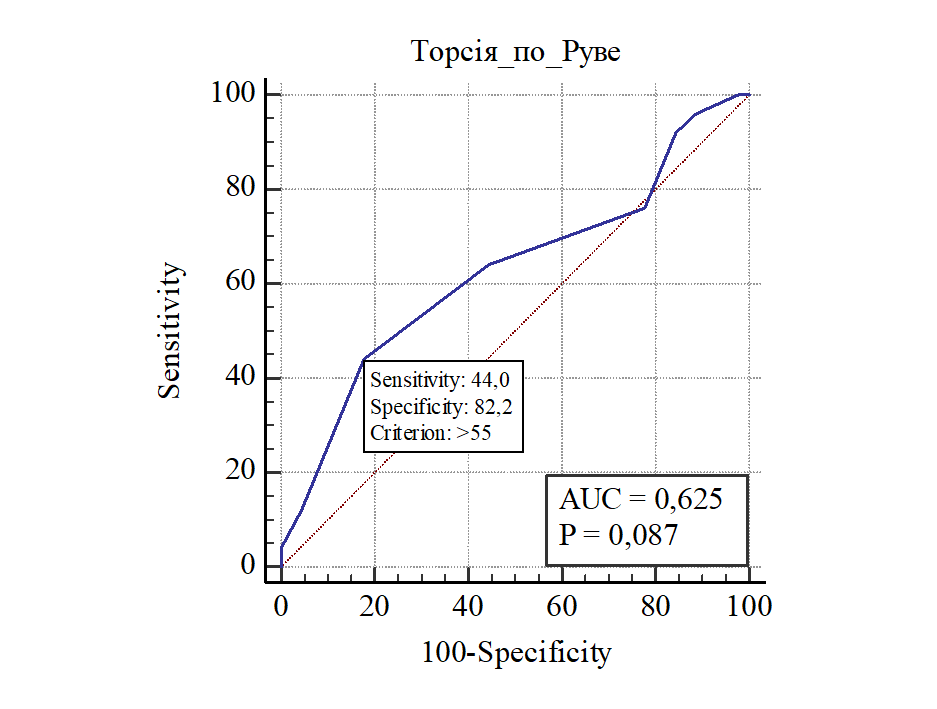 Торсія_по_Руве
100
80
60
40
20
0
Sensitivity
Sensitivity: 44,0
Specificity: 82,2
Criterion: >55
AUC = 0,625
P = 0,087
0 20 40 60 80 100
100-Specificity